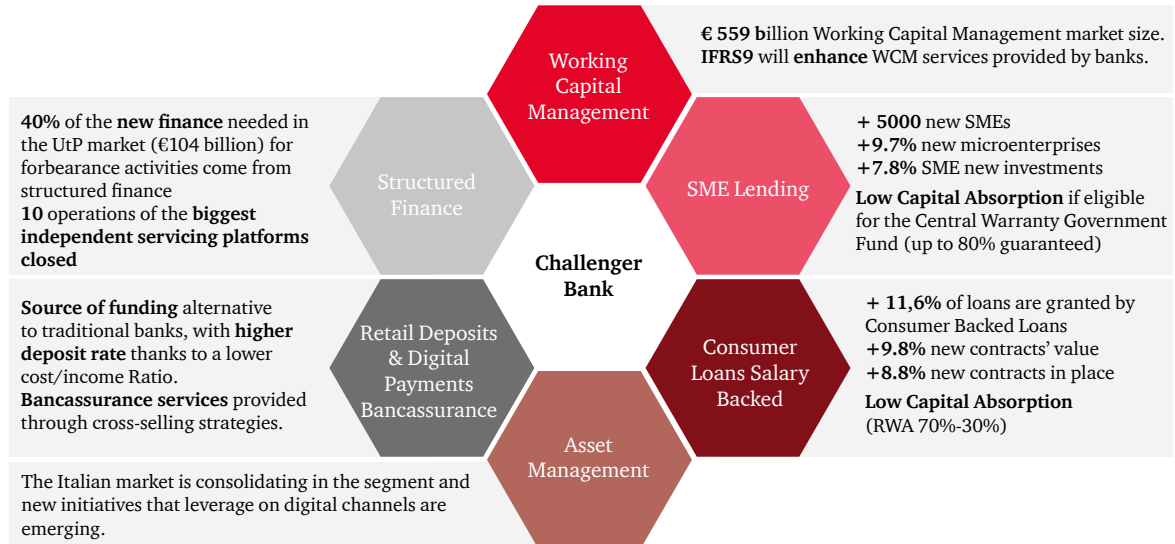 € 559 billion Working Capital Management market size.
IFRS9 will enhance WCM services provided by banks.
Working
Capital
Management
40% of the new finance needed in
the UtP market (€104 billion) for
forbearance activities come from
structured finance
10 operations of the biggest
independent servicing platforms
closed
Structured
Finance
SME Lending
+ 5000 new SMEs
+9.7% new microenterprises
+7.8% SME new investments
Low Capital Absorption if eligible
for the Central Warranty Government
Fund (up to 80% guaranteed)
Challenger
Bank
Source of funding alternative
to traditional banks, with higher
deposit rate thanks to a lower
cost/income Ratio.
Bancassurance services provided
through cross-selling strategies.
Retail Deposits
& Digital
Payments
Bancassurance
Consumer
Loans Salary
Backed
+ 11,6% of loans are granted by
Consumer Backed Loans
+9.8% new contracts’ value
+8.8% new contracts in place
Low Capital Absorption
(RWA 70%-30%)
Asset
Management
The Italian market is consolidating in the segment and
new initiatives that leverage on digital channels are
emerging.